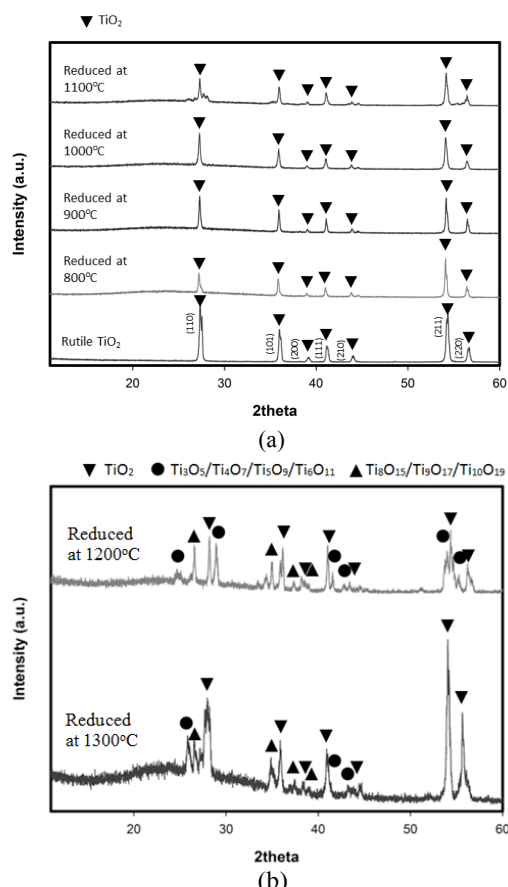 ▼ TiO₂
Reduced at
1100°C
Reduced at
1000°C
Reduced at
900°C
Reduced at
800°C
Rutile TiO₂
(110)
(101)
(200)
(111)
(210)
(211)
(220)
Intensity (a.u.)
20 30 40 50 60
2theta
(a)
▼ TiO₂ ● Ti₃O₅/Ti₄O₇/Ti₅O₉/Ti₆O₁₁ ▲ Ti₈O₁₅/Ti₉O₁₇/Ti₁₀O₁₉
Reduced
at 1200°C
Reduced
at 1300°C
Intensity (a.u.)
20 30 40 50 60
2theta
(b)